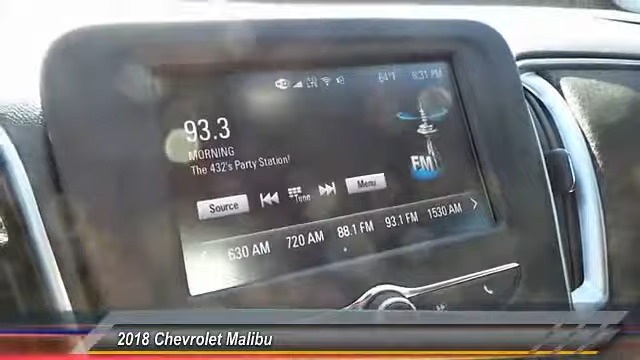 64°F 8:31 PM
93.3
MORNING
The 432's Party Station!
FM
Source Tune Menu
630 AM 720 AM 88.1 FM 93.1 FM 1530 AM
2018 Chevrolet Malibu